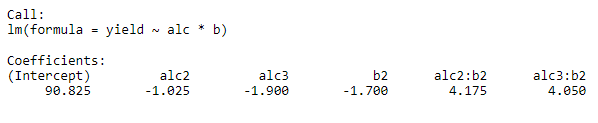 Call:
lm(formula = yield ~ alc * b)
Coefficients:
(Intercept) alc2 alc3 b2 alc2:b2 alc3:b2
90.825 -1.025 -1.900 -1.700 4.175 4.050